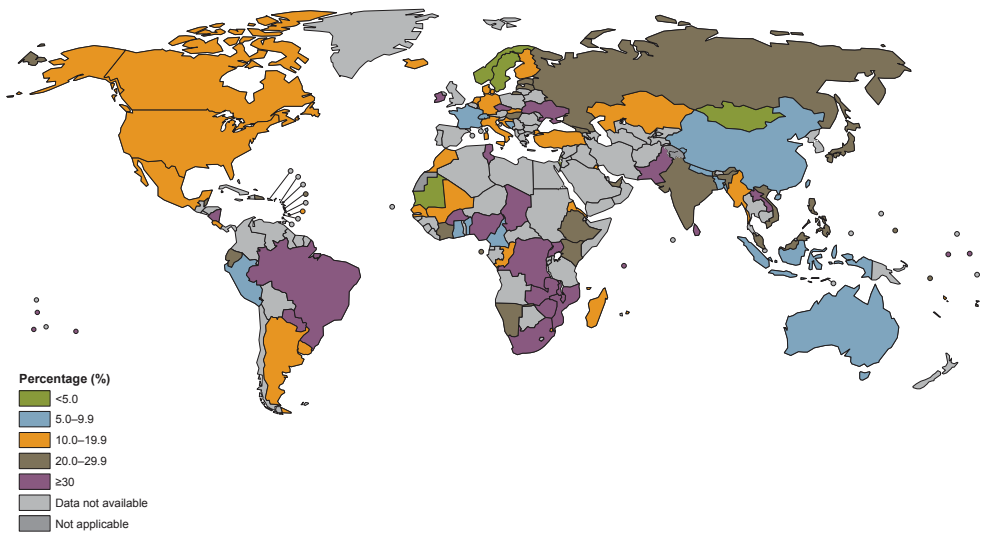 Percentage (%)
<5.0
5.0–9.9
10.0–19.9
20.0–29.9
≥30
Data not available
Not applicable